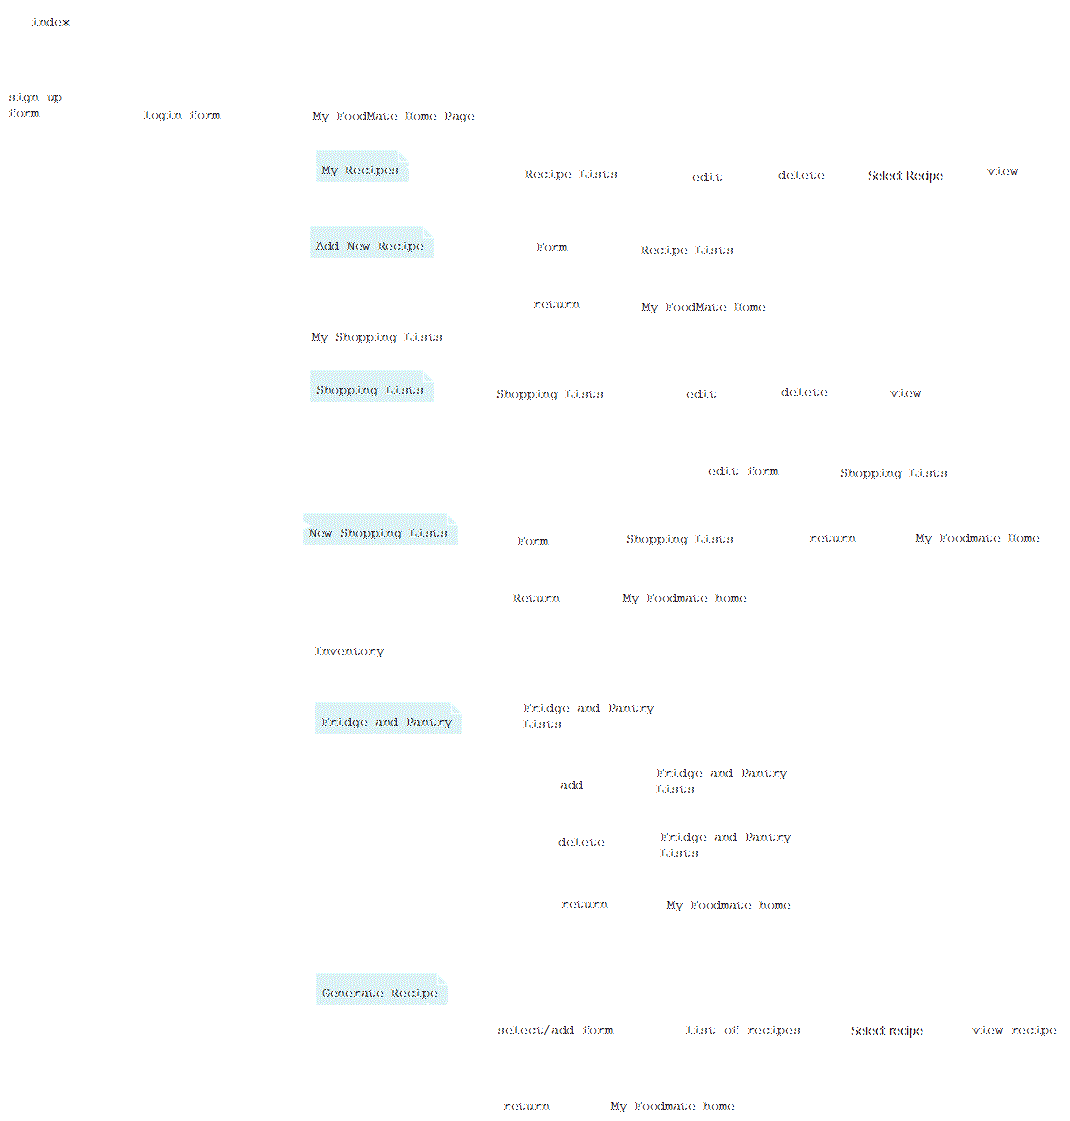 index
sign up
form
login form
My FoodMate Home Page
My Recipes
Recipe Lists
edit
delete
Select Recipe
view
Add New Recipe
Form
Recipe Lists
return
My FoodMate Home
My Shopping Lists
Shopping Lists
Shopping Lists
edit
delete
view
edit form
Shopping Lists
New Shopping Lists
Form
Shopping Lists
return
My Foodmate Home
Return
My Foodmate home
Inventory
Fridge and Pantry
Fridge and Pantry
Lists
add
Fridge and Pantry
Lists
delete
Fridge and Pantry
Lists
return
My Foodmate home
Generate Recipe
select/add form
list of recipes
Select recipe
view recipe
return
My Foodmate home